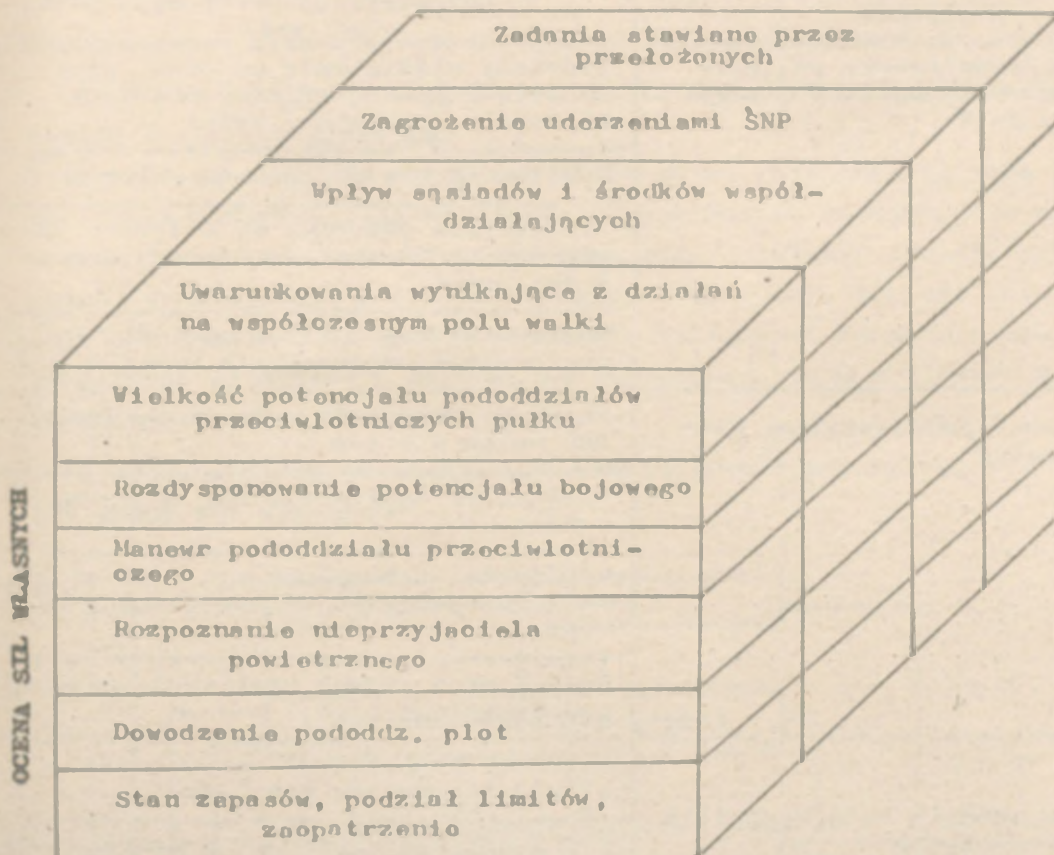 Zadania stawiane przez
przełożonych
Zagrożenie uderzeniami ŚNP
Wpływ sąsiadów i środków współ-
działających
Uwarunkowania wynikające z działań
na współczesnym polu walki
Wielkość potencjału pododdziałów
przeciwlotniczych pułku
Rozdysponowanie potencjału bojowego
Manewr pododdziału przeciwlotni-
czego
Rozpoznanie nieprzyjaciela
powietrznego
Dowodzenie pododdz. plot
Stan zapasów, podział limitów,
zaopatrzenie
OCENA SIŁ WŁASNYCH